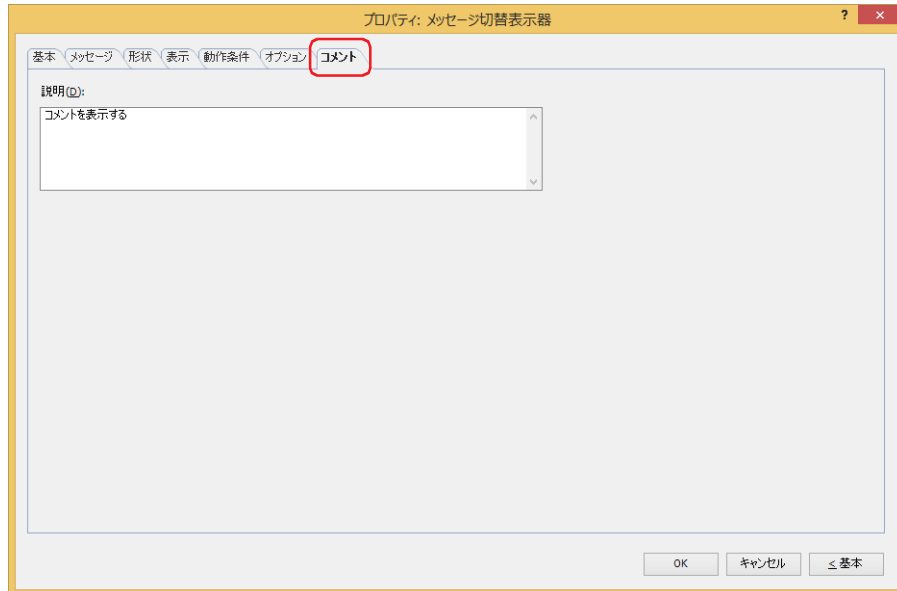 プロパティ: メッセージ切替表示器
? ×
基本 メッセージ 形状 表示 動作条件 オプション コメント
説明(D):
コメントを表示する
OK キャンセル < 基本